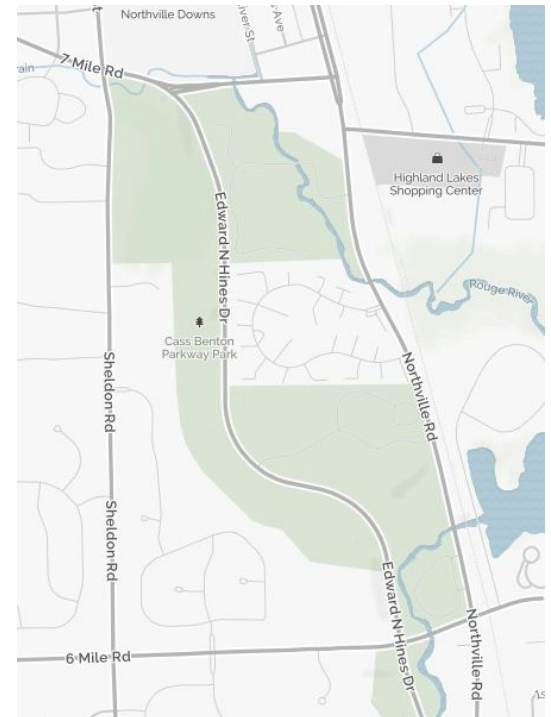 Northville Downs
7 Mile Rd
Highland Lakes
Shopping Center
Edward N Hines Dr
Rouge River
Cass Benton
Parkway Park
Sheldon Rd
Northville Rd
Sheldon Rd
Edward N Hines Dr
Northville Rd
6 Mile Rd